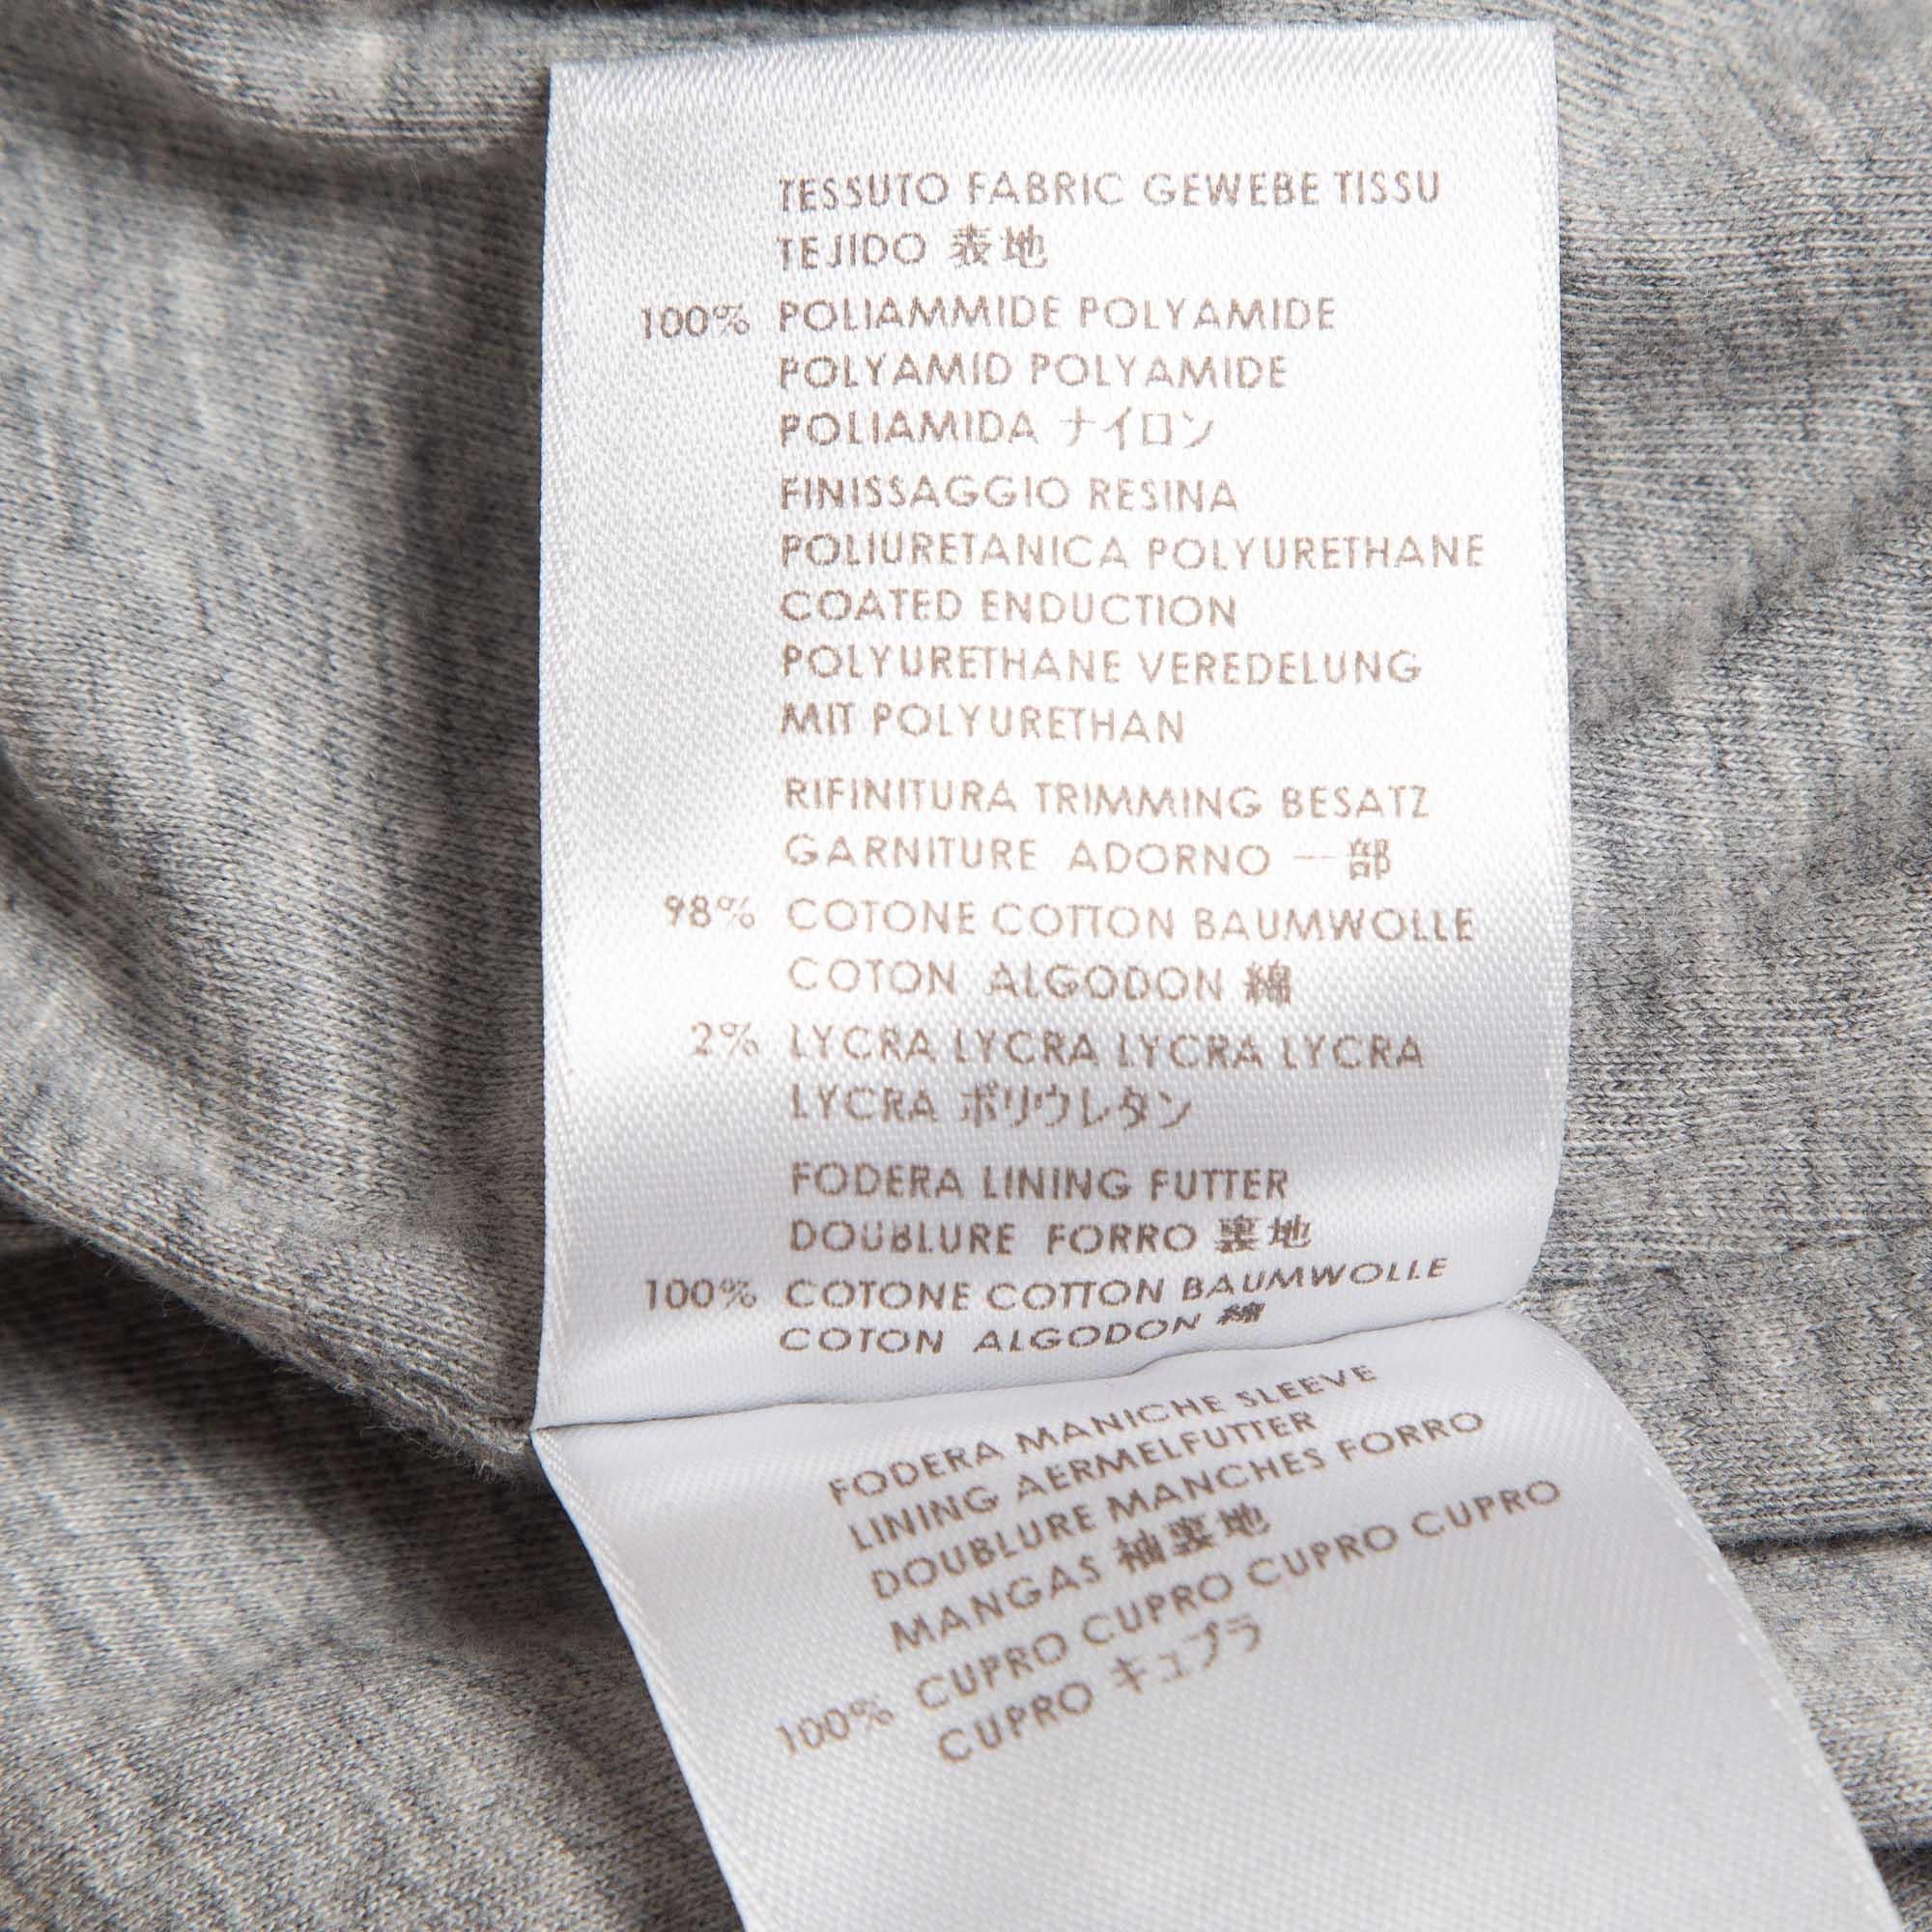 TESSUTO FABRIC GEWEBE TISSU
TEJIDO 表地
100% POLIAMMIDE POLYAMIDE
POLYAMID POLYAMIDE
POLIAMIDA ナイロン
FINISSAGGIO RESINA
POLIURETANICA POLYURETHANE
COATED ENDUCTION
POLYURETHANE VEREDELUNG
MIT POLYURETHAN
RIFINITURA TRIMMING BESATZ
GARNITURE ADORNO 一部
98% COTONE COTTON BAUMWOLLE
COTON ALGODON 綿
2% LYCRA LYCRA LYCRA LYCRA
LYCRA ポリウレタン
FODERA LINING FUTTER
DOUBLURE FORRO 裏地
100% COTONE COTTON BAUMWOLLE
COTON ALGODON 綿
FODERA MANICHE SLEEVE
LINING AERMELFUTTER
DOUBLURE MANCHES FORRO
MANGAS 袖裏地
100% CUPRO CUPRO CUPRO CUPRO
CUPRO キュプラ